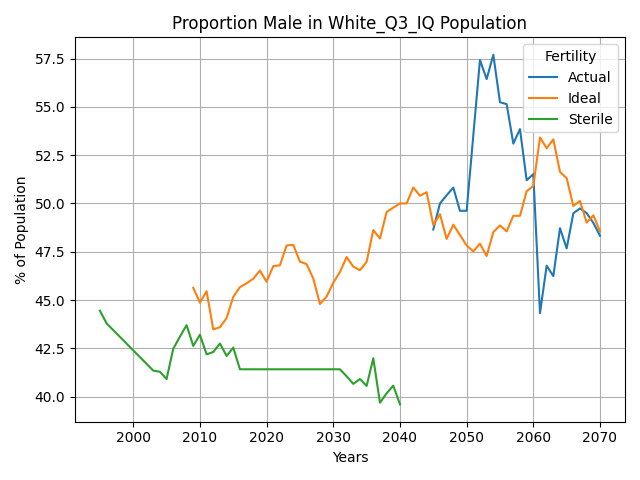 Proportion Male in White_Q3_IQ Population
Fertility
Actual
Ideal
Sterile
% of Population
57.5
55.0
52.5
50.0
47.5
45.0
42.5
40.0
2000 2010 2020 2030 2040 2050 2060 2070
Years